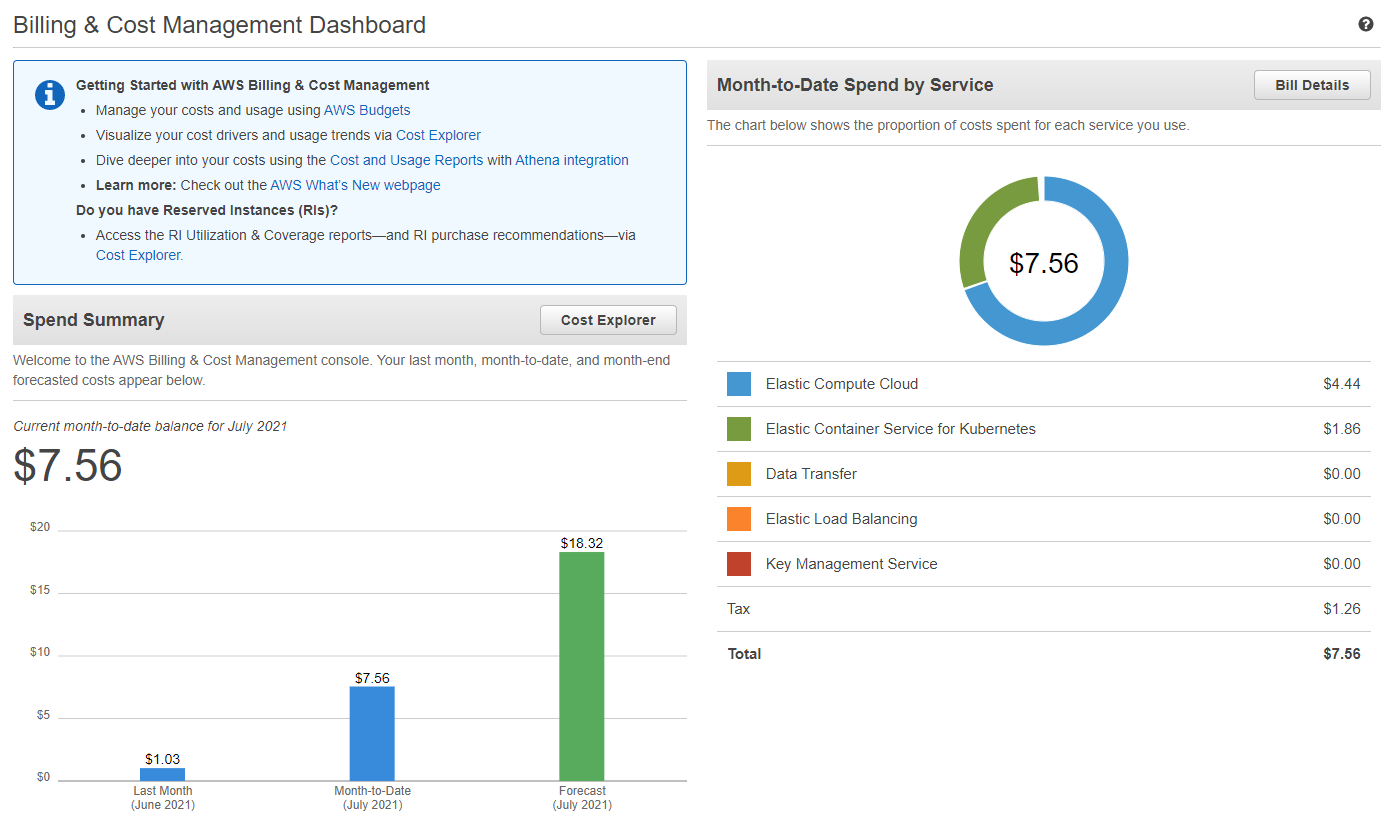 Billing & Cost Management Dashboard
Getting Started with AWS Billing & Cost Management
Manage your costs and usage using AWS Budgets
Visualize your cost drivers and usage trends via Cost Explorer
Dive deeper into your costs using the Cost and Usage Reports with Athena integration
Learn more: Check out the AWS What's New webpage
Do you have Reserved Instances (RIs)?
Access the RI Utilization & Coverage reports—and RI purchase recommendations—via
Cost Explorer.
Spend Summary
Cost Explorer
Welcome to the AWS Billing & Cost Management console. Your last month, month-to-date, and month-end
forecasted costs appear below.
Current month-to-date balance for July 2021
$7.56
$20
$15
$10
$5
$0
$1.03
$7.56
$18.32
Last Month
(June 2021)
Month-to-Date
(July 2021)
Forecast
(July 2021)
Month-to-Date Spend by Service
Bill Details
The chart below shows the proportion of costs spent for each service you use.
$7.56
Elastic Compute Cloud $4.44
Elastic Container Service for Kubernetes $1.86
Data Transfer $0.00
Elastic Load Balancing $0.00
Key Management Service $0.00
Tax $1.26
Total $7.56